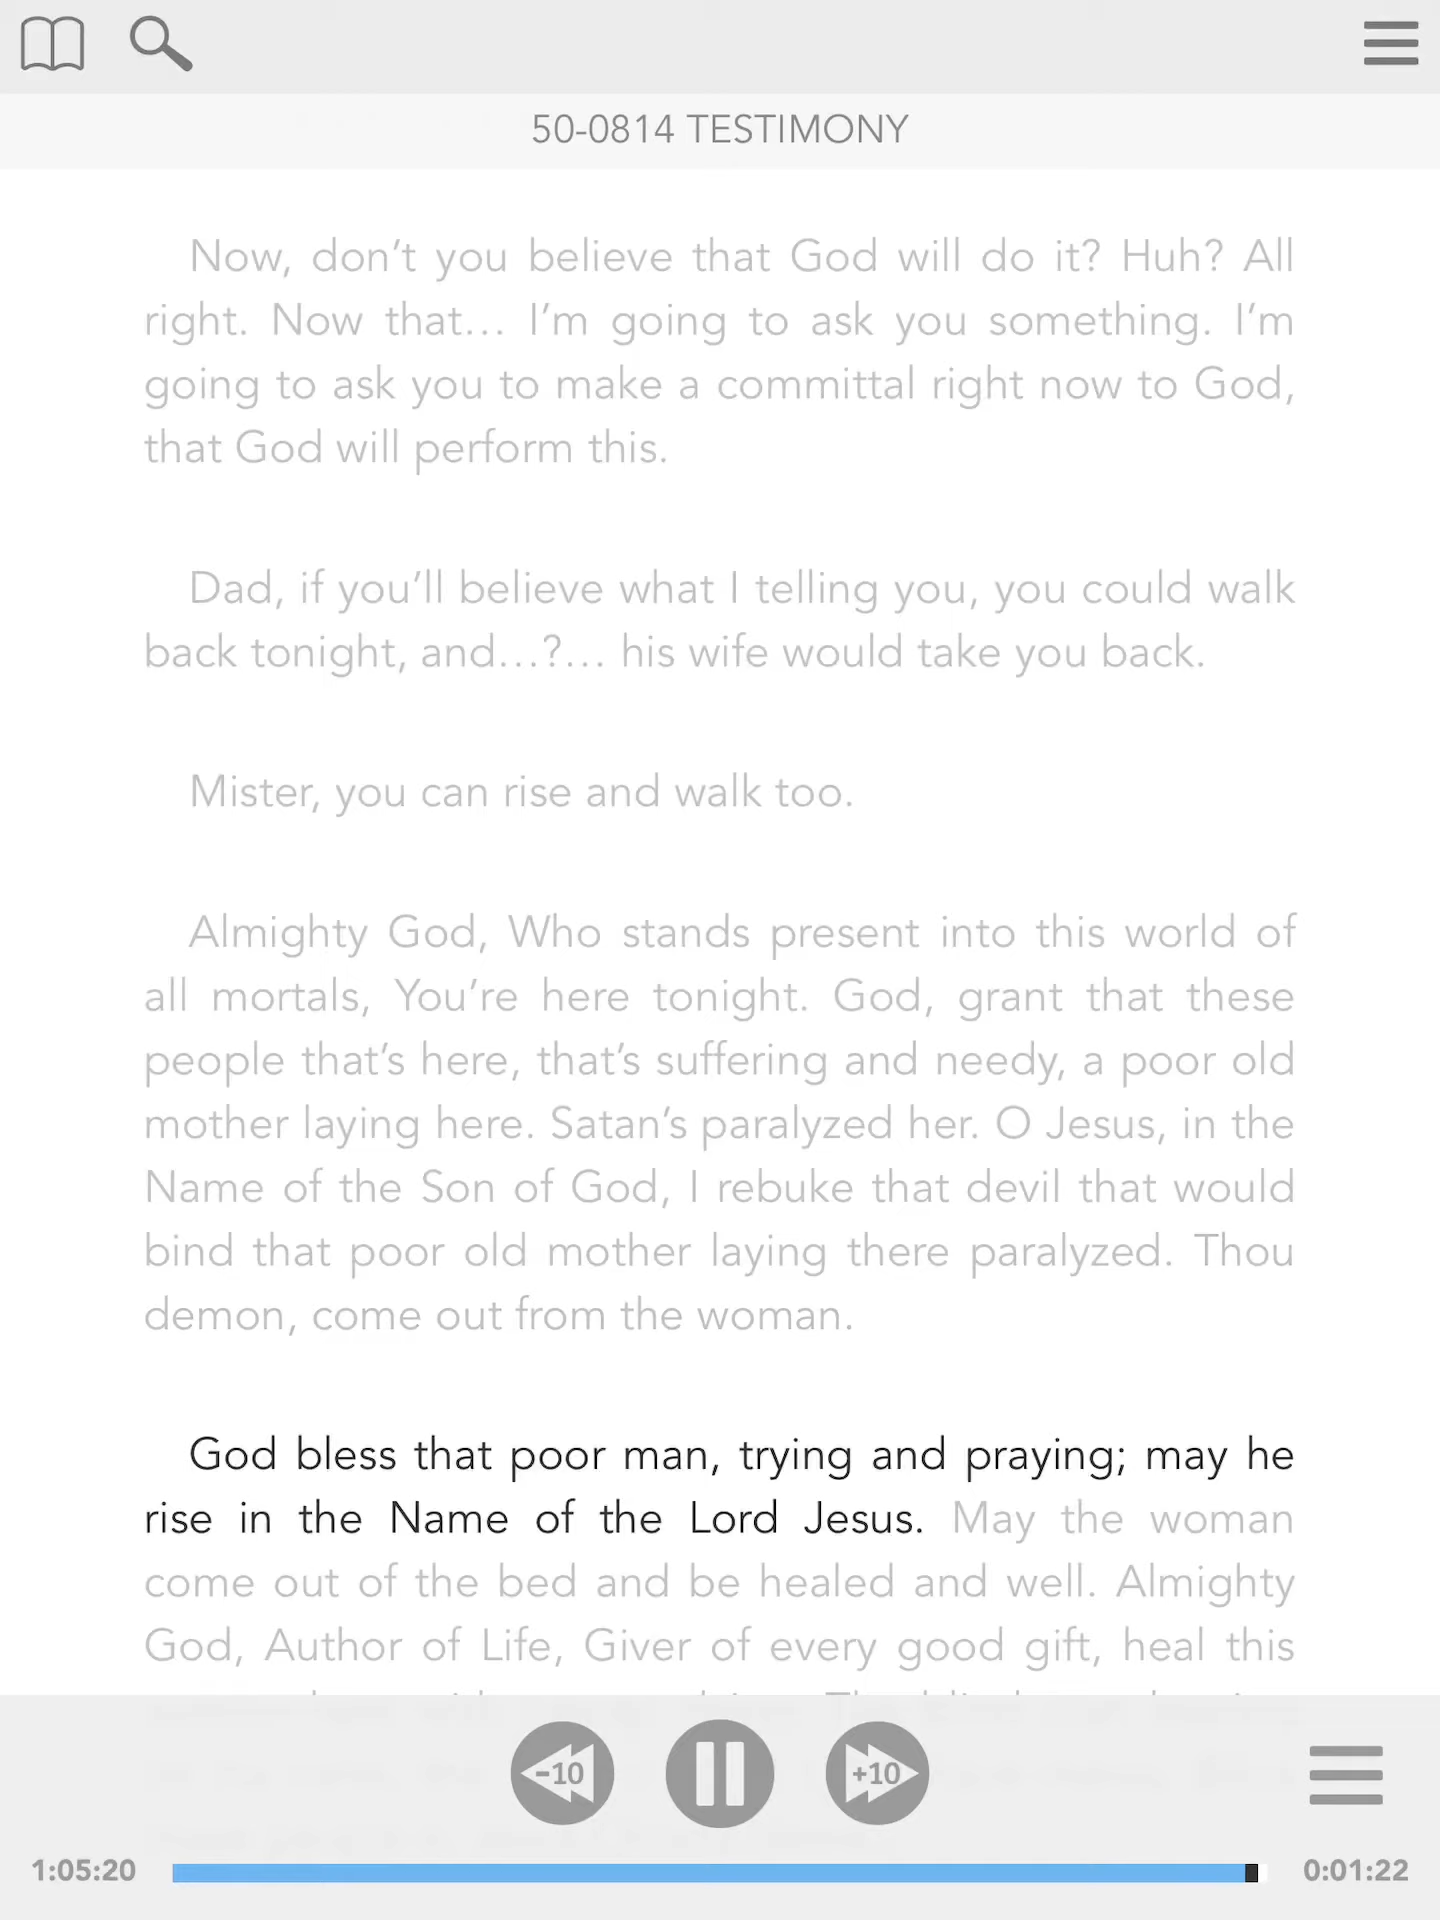 50-0814 TESTIMONY
Now, don’t you believe that God will do it? Huh? All
right. Now that… I’m going to ask you something. I’m
going to ask you to make a committal right now to God,
that God will perform this.
Dad, if you’ll believe what I telling you, you could walk
back tonight, and…?… his wife would take you back.
Mister, you can rise and walk too.
Almighty God, Who stands present into this world of
all mortals, You’re here tonight. God, grant that these
people that’s here, that’s suffering and needy, a poor old
mother laying here. Satan’s paralyzed her. O Jesus, in the
Name of the Son of God, I rebuke that devil that would
bind that poor old mother laying there paralyzed. Thou
demon, come out from the woman.
God bless that poor man, trying and praying; may he
rise in the Name of the Lord Jesus. May the woman
come out of the bed and be healed and well. Almighty
God, Author of Life, Giver of every good gift, heal this
-10 +10
1:05:20 0:01:22